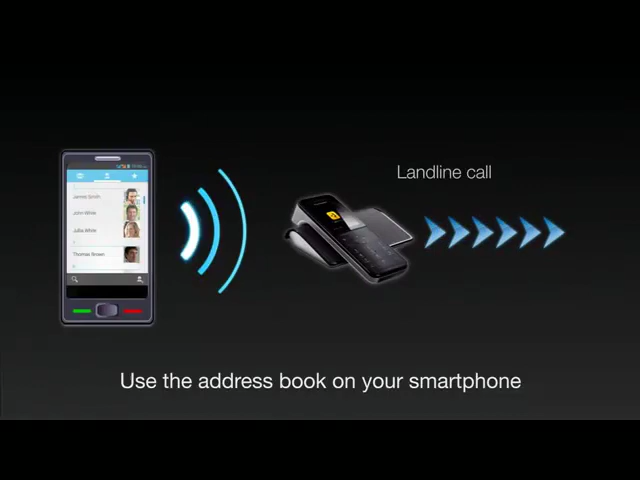 Landline call
James Smith
John White
Julia White
Thomas Brown
Use the address book on your smartphone